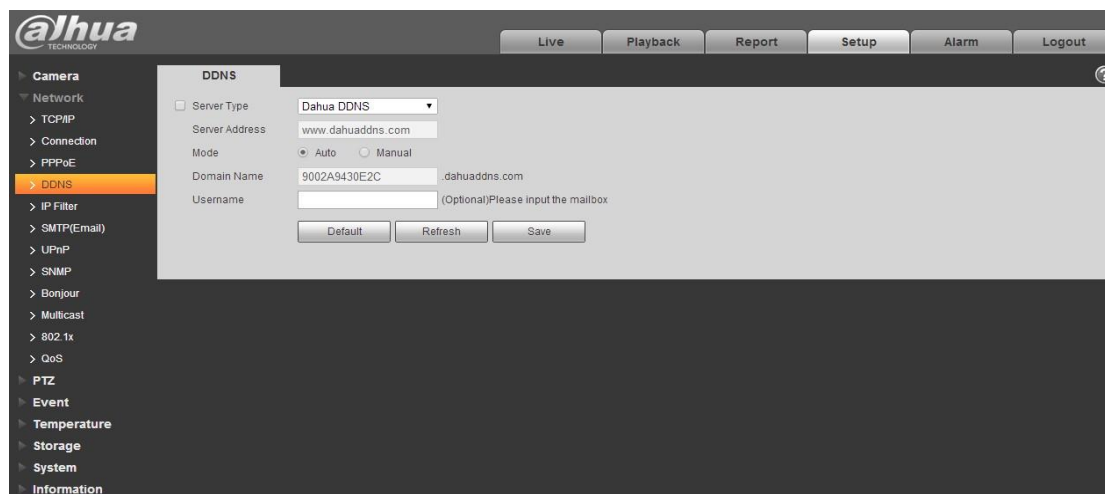 alhua
TECHNOLOGY
Live Playback Report Setup Alarm Logout
Camera
Network
TCP/IP
Connection
PPPoE
DDNS
IP Filter
SMTP(Email)
UPnP
SNMP
Bonjour
Multicast
802.1x
QoS
PTZ
Event
Temperature
Storage
System
Information
DDNS
?
Server Type Dahua DDNS
Server Address www.dahuaddns.com
Mode Auto Manual
Domain Name 9002A9430E2C .dahuaddns.com
Username (Optional)Please input the mailbox
Default Refresh Save